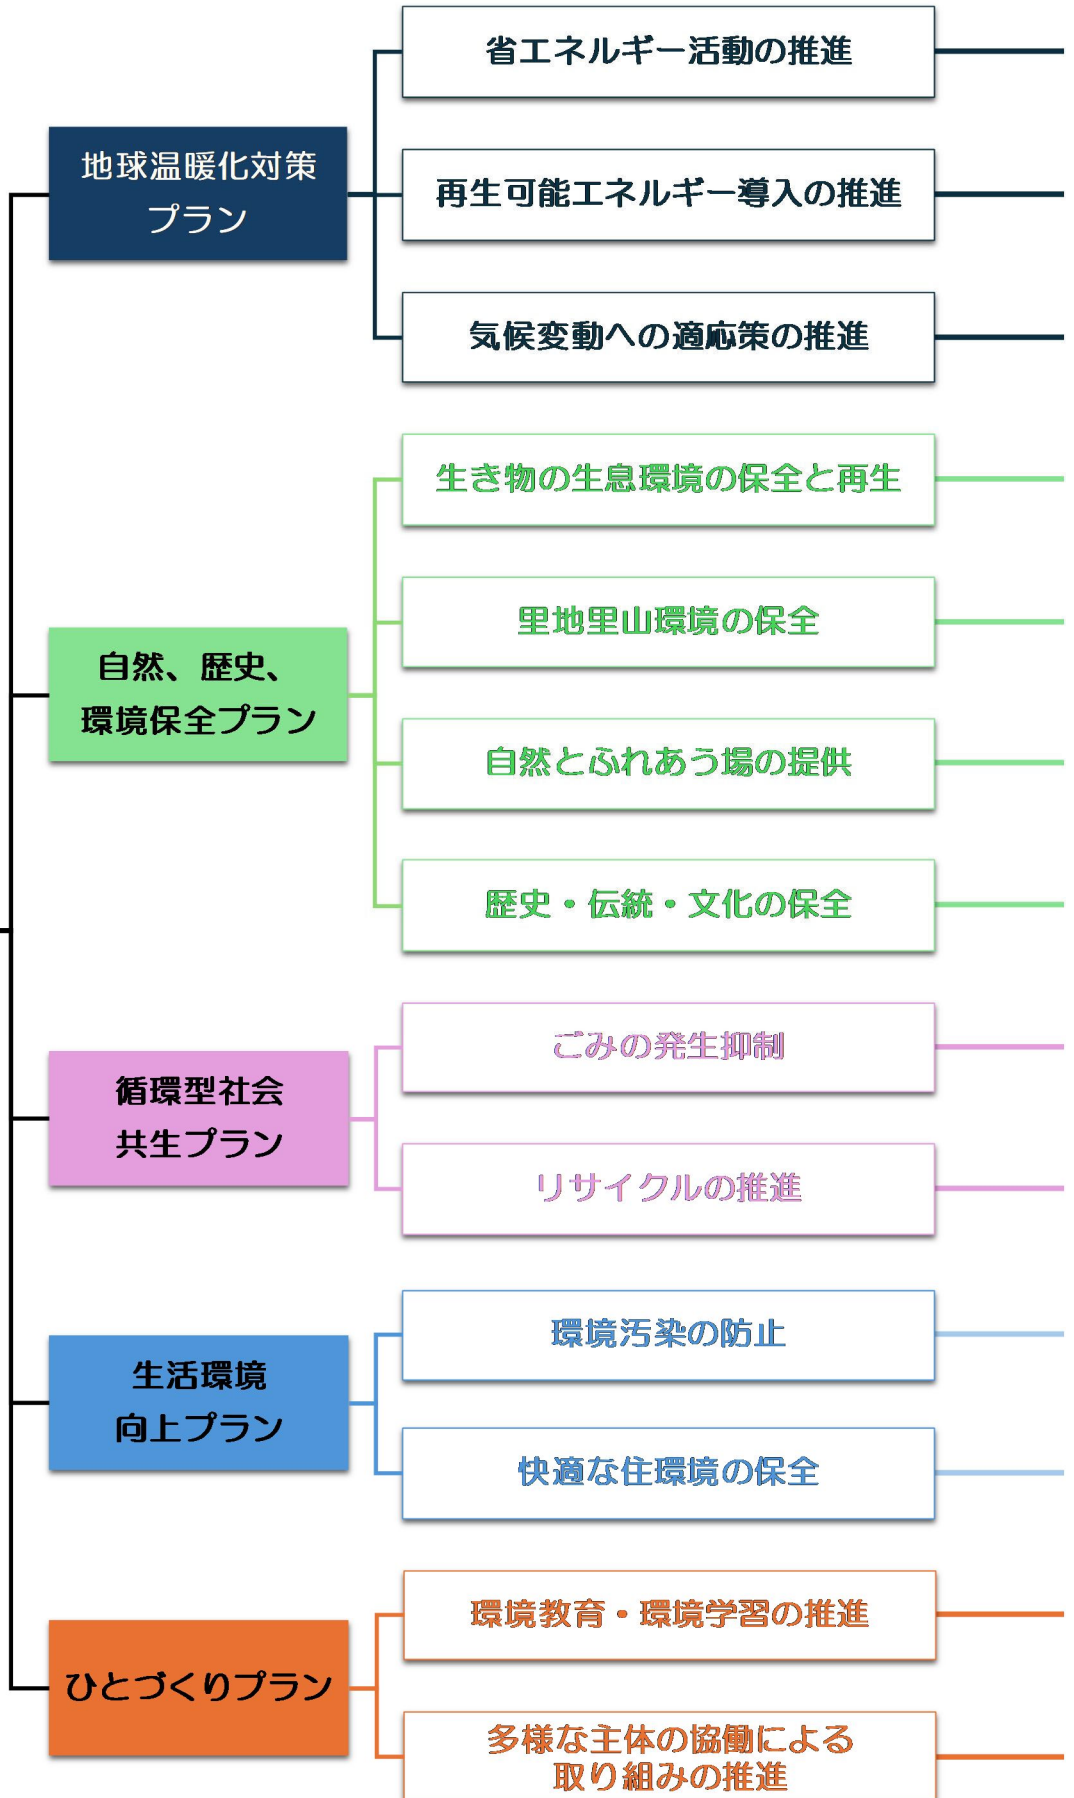 地球温暖化対策
プラン
省エネルギー活動の推進
再生可能エネルギー導入の推進
気候変動への適応策の推進
自然、歴史、
環境保全プラン
生き物の生息環境の保全と再生
里地里山環境の保全
自然とふれあう場の提供
歴史・伝統・文化の保全
循環型社会
共生プラン
ごみの発生抑制
リサイクルの推進
生活環境
向上プラン
環境汚染の防止
快適な住環境の保全
ひとづくりプラン
環境教育・環境学習の推進
多様な主体の協働による
取り組みの推進